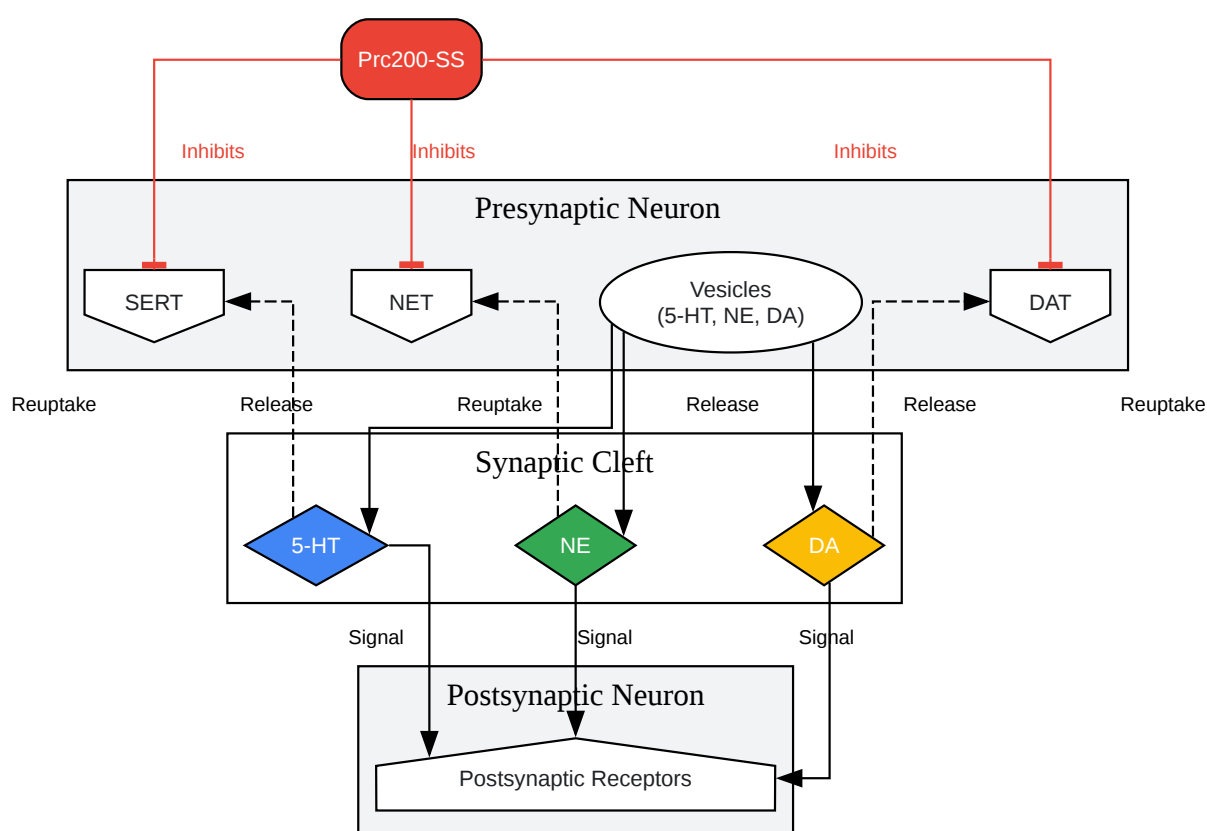 Prc200-SS
Inhibits
Inhibits
Inhibits
Presynaptic Neuron
SERT
NET
Vesicles
(5-HT, NE, DA)
DAT
Reuptake
Release
Reuptake
Release
Release
Reuptake
Synaptic Cleft
5-HT
NE
DA
Signal
Signal
Signal
Postsynaptic Neuron
Postsynaptic Receptors